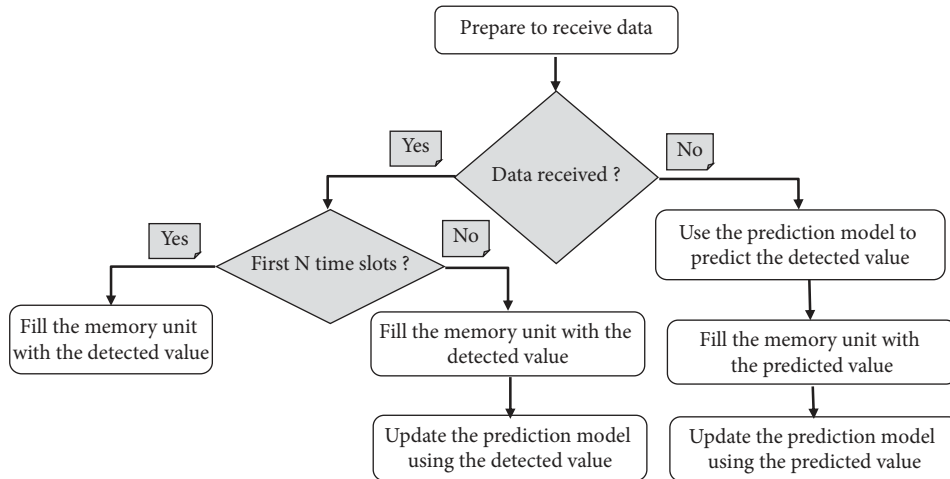 Prepare to receive data
Yes
No
Data received ?
Yes
First N time slots ?
No
Use the prediction model to
predict the detected value
Fill the memory unit
with the detected value
Fill the memory unit with the
detected value
Fill the memory unit with
the predicted value
Update the prediction model
using the detected value
Update the prediction model
using the predicted value